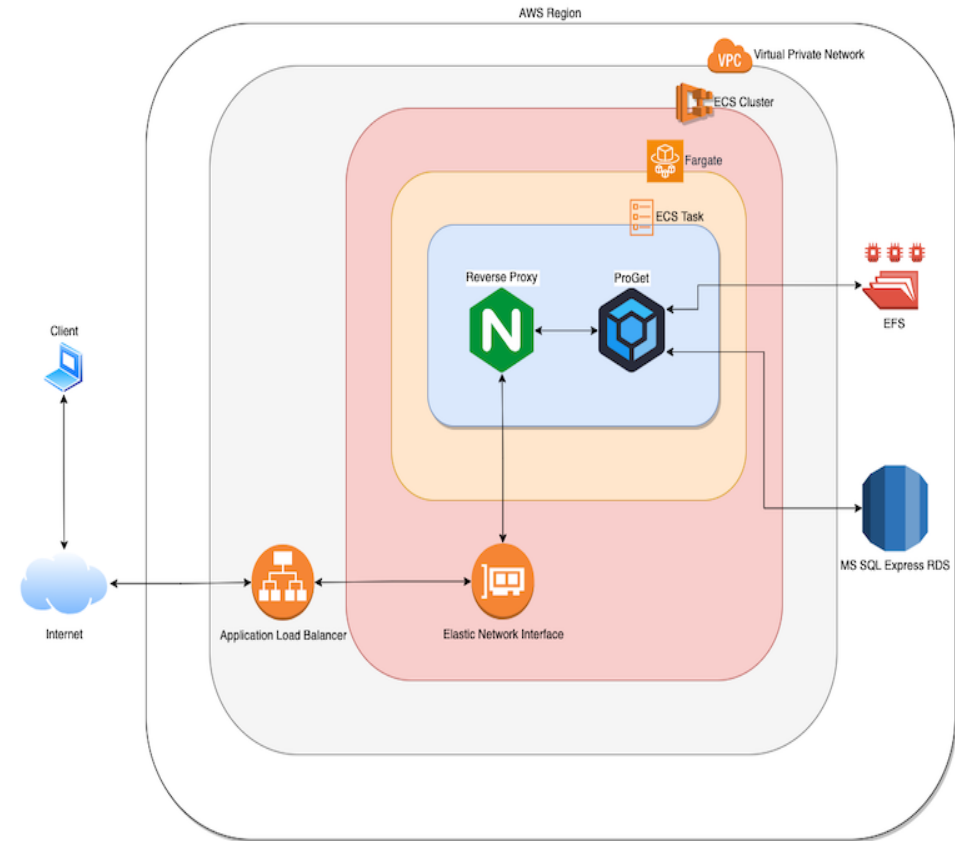 AWS Region
VPC
Virtual Private Network
ECS Cluster
Fargate
ECS Task
Reverse Proxy
ProGet
N
EFS
Client
MS SQL Express RDS
Internet
Application Load Balancer
Elastic Network Interface